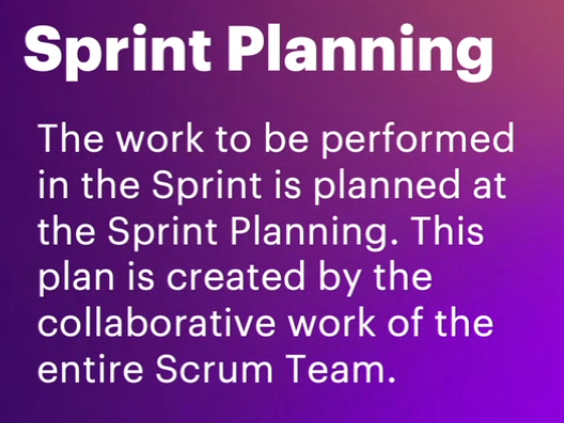 Sprint Planning
The work to be performed
in the Sprint is planned at
the Sprint Planning. This
plan is created by the
collaborative work of the
entire Scrum Team.